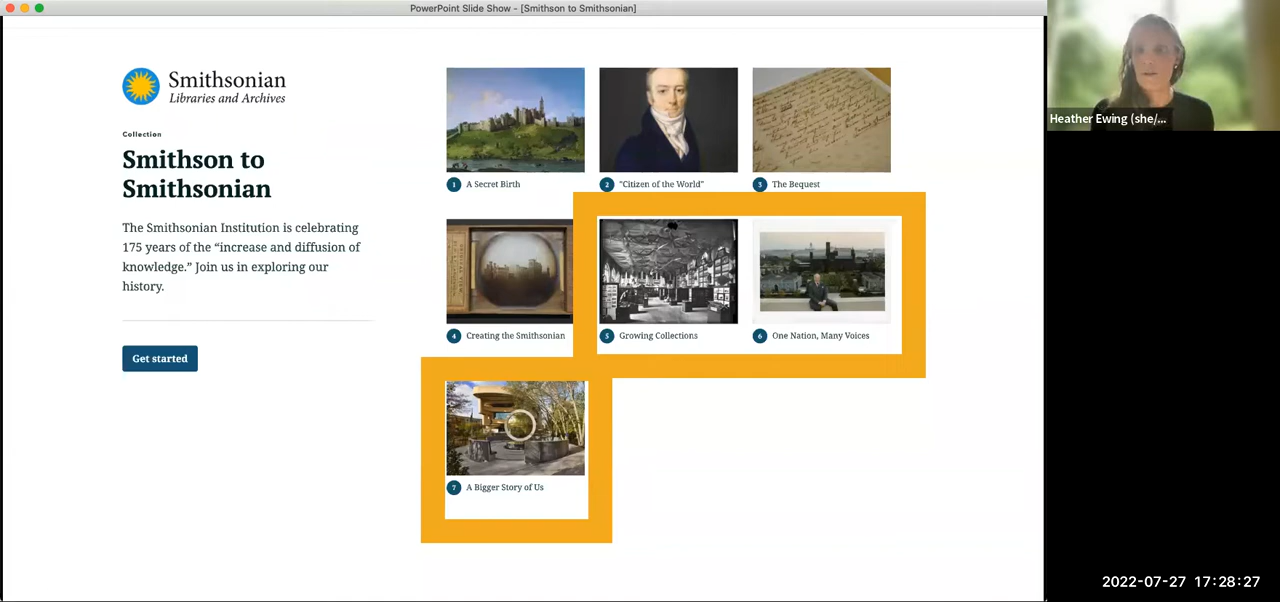 PowerPoint Slide Show - [Smithson to Smithsonian]
Smithsonian
Libraries and Archives
Collection
Smithson to
Smithsonian
The Smithsonian Institution is celebrating
175 years of the “increase and diffusion of
knowledge.” Join us in exploring our
history.
Get started
1 A Secret Birth
2 "Citizen of the World"
3 The Bequest
4 Creating the Smithsonian
5 Growing Collections
6 One Nation, Many Voices
7 A Bigger Story of Us
Heather Ewing (she/...
2022-07-27 17:28:27